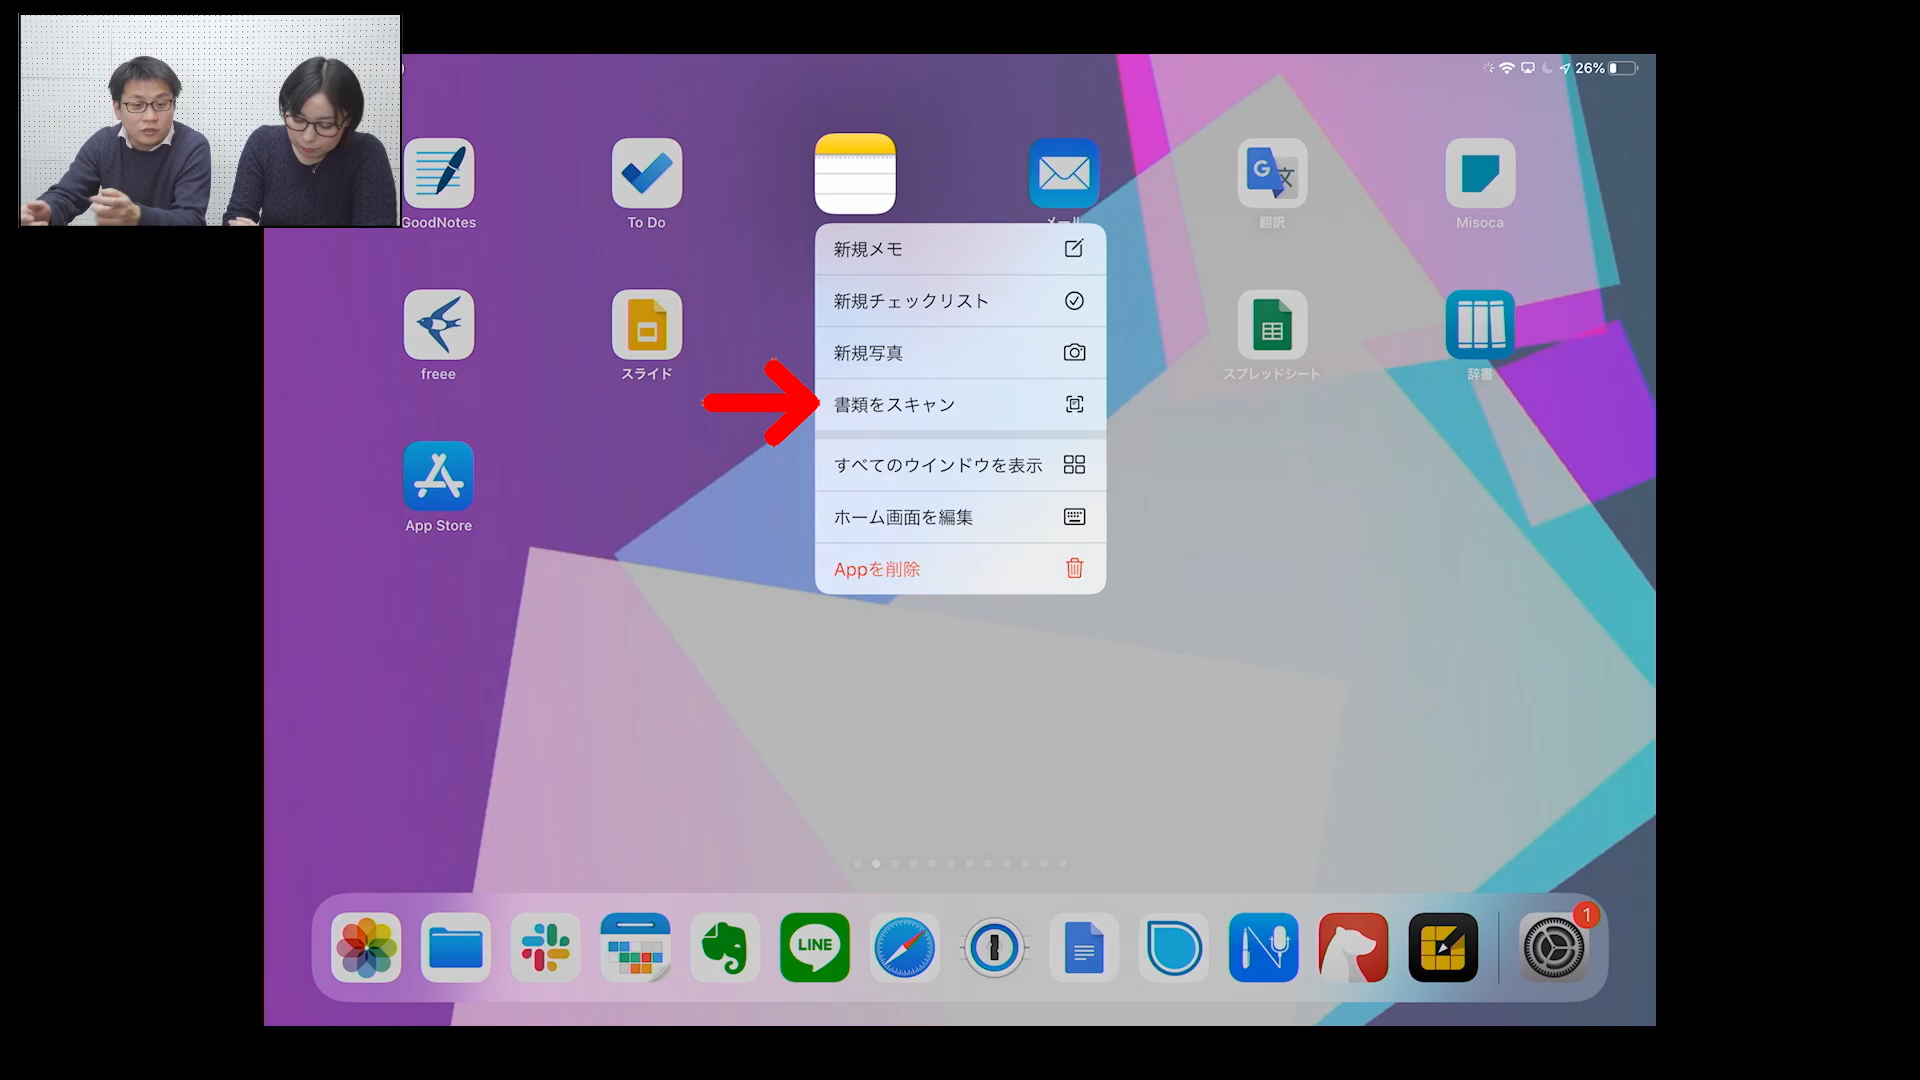 26%
GoodNotes
To Do
メール
翻訳
Misoca
新規メモ
新規チェックリスト
新規写真
書類をスキャン
すべてのウインドウを表示
ホーム画面を編集
Appを削除
freee
スライド
スプレッドシート
辞書
App Store
LINE
1